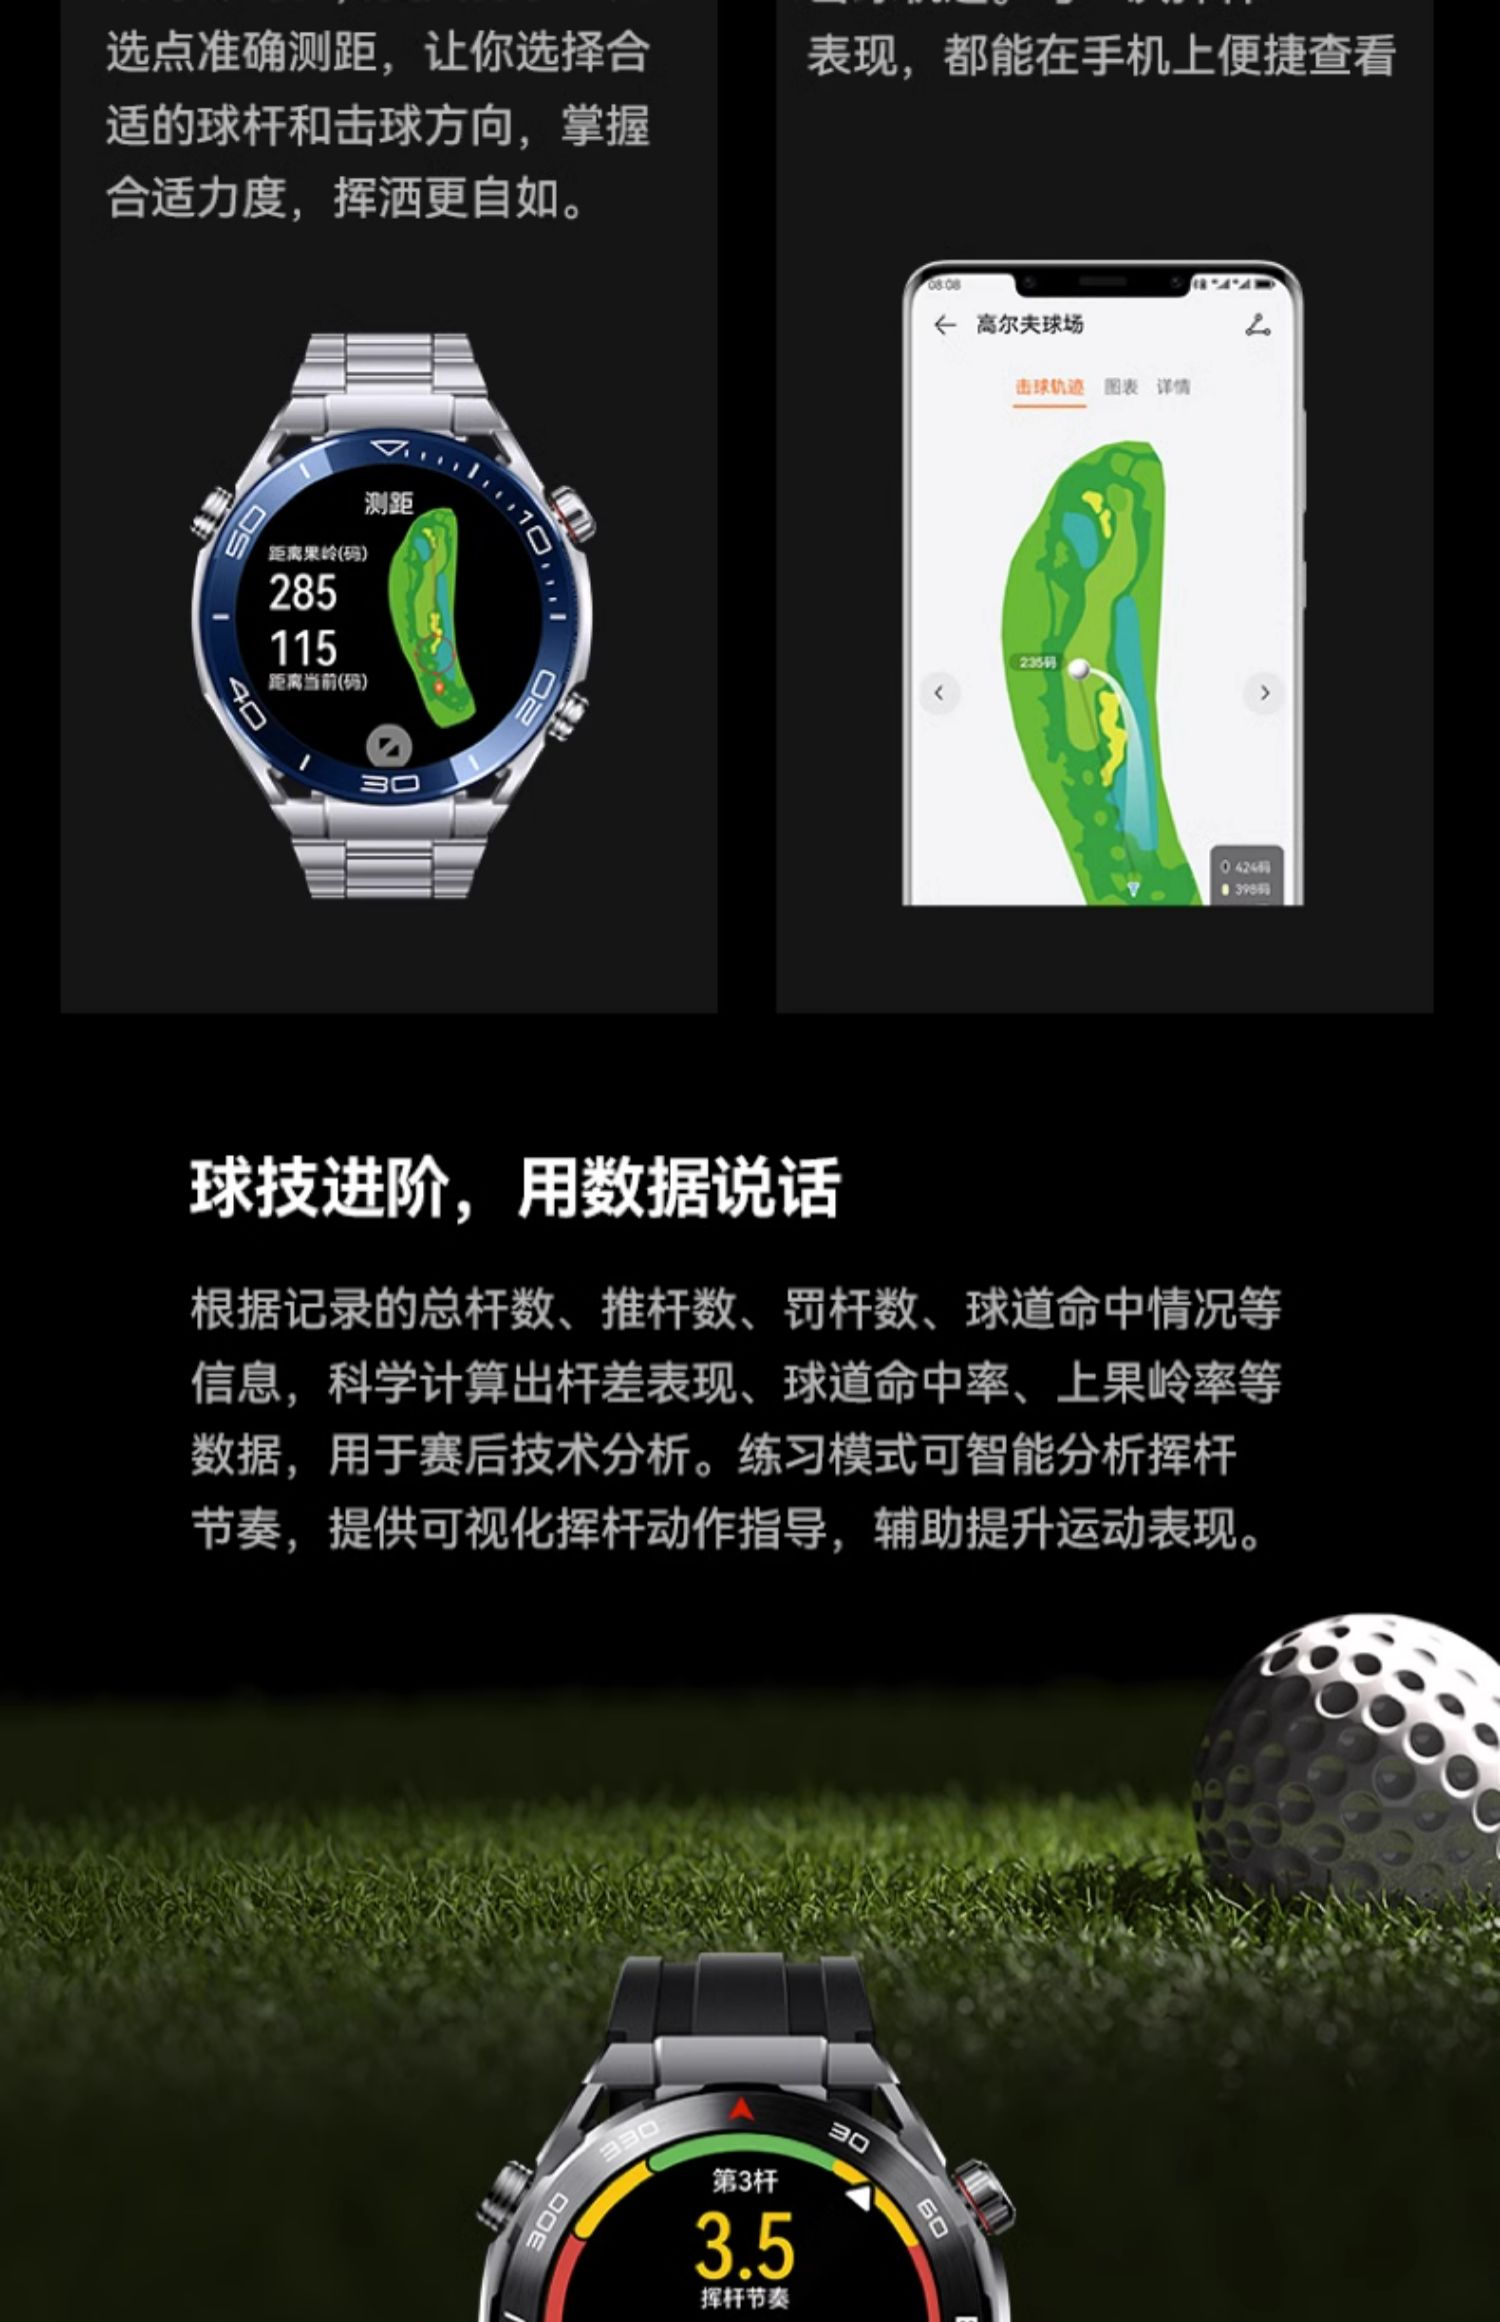 选点准确测距，让你选择合
适的球杆和击球方向，掌握
合适力度，挥洒更自如。
表现，都能在手机上便捷查看
测距
距离果岭(码)
285
115
距离当前(码)
10
20
30
40
50
08:08
高尔夫球场
击球轨迹 图表 详情
235码
424码
398码
球技进阶，用数据说话
根据记录的总杆数、推杆数、罚杆数、球道命中情况等
信息，科学计算出杆差表现、球道命中率、上果岭率等
数据，用于赛后技术分析。练习模式可智能分析挥杆
节奏，提供可视化挥杆动作指导，辅助提升运动表现。
300
330
30
60
第3杆
3.5
挥杆节奏